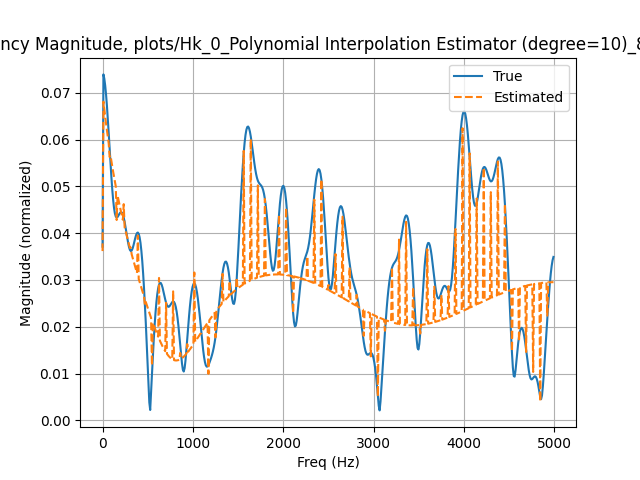 ncy Magnitude, plots/Hk_0_Polynomial Interpolation Estimator (degree=10)_8
True
Estimated
Magnitude (normalized)
0.07
0.06
0.05
0.04
0.03
0.02
0.01
0.00
0 1000 2000 3000 4000 5000
Freq (Hz)